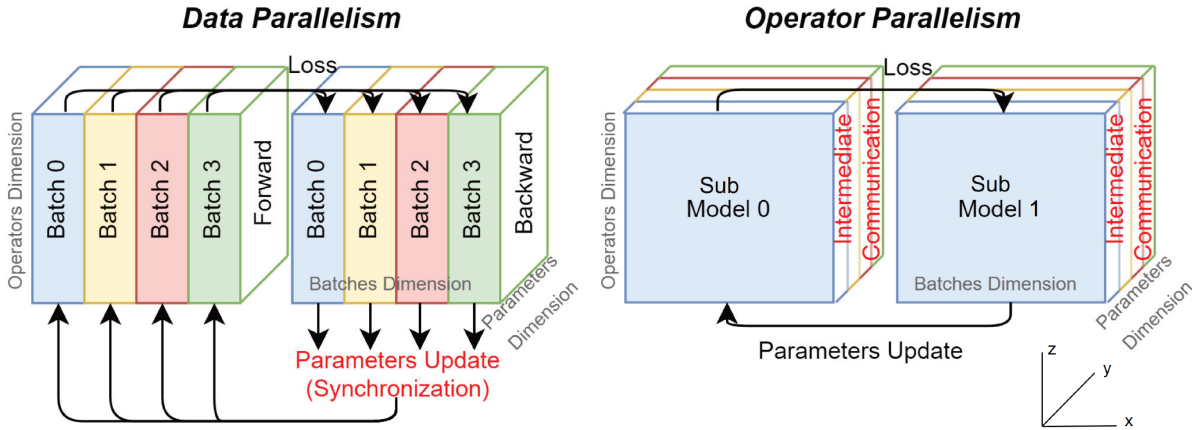 Data Parallelism
Loss
Operators Dimension
Batch 0
Batch 1
Batch 2
Batch 3
Forward
Batch 0
Batch 1
Batch 2
Batch 3
Backward
Batches Dimension
Parameters
Dimension
Parameters Update
(Synchronization)
Operator Parallelism
Loss
Operators Dimension
Sub
Model 0
Intermediate
Communication
Sub
Model 1
Intermediate
Communication
Batches Dimension
Parameters
Dimension
Parameters Update
z
y
x